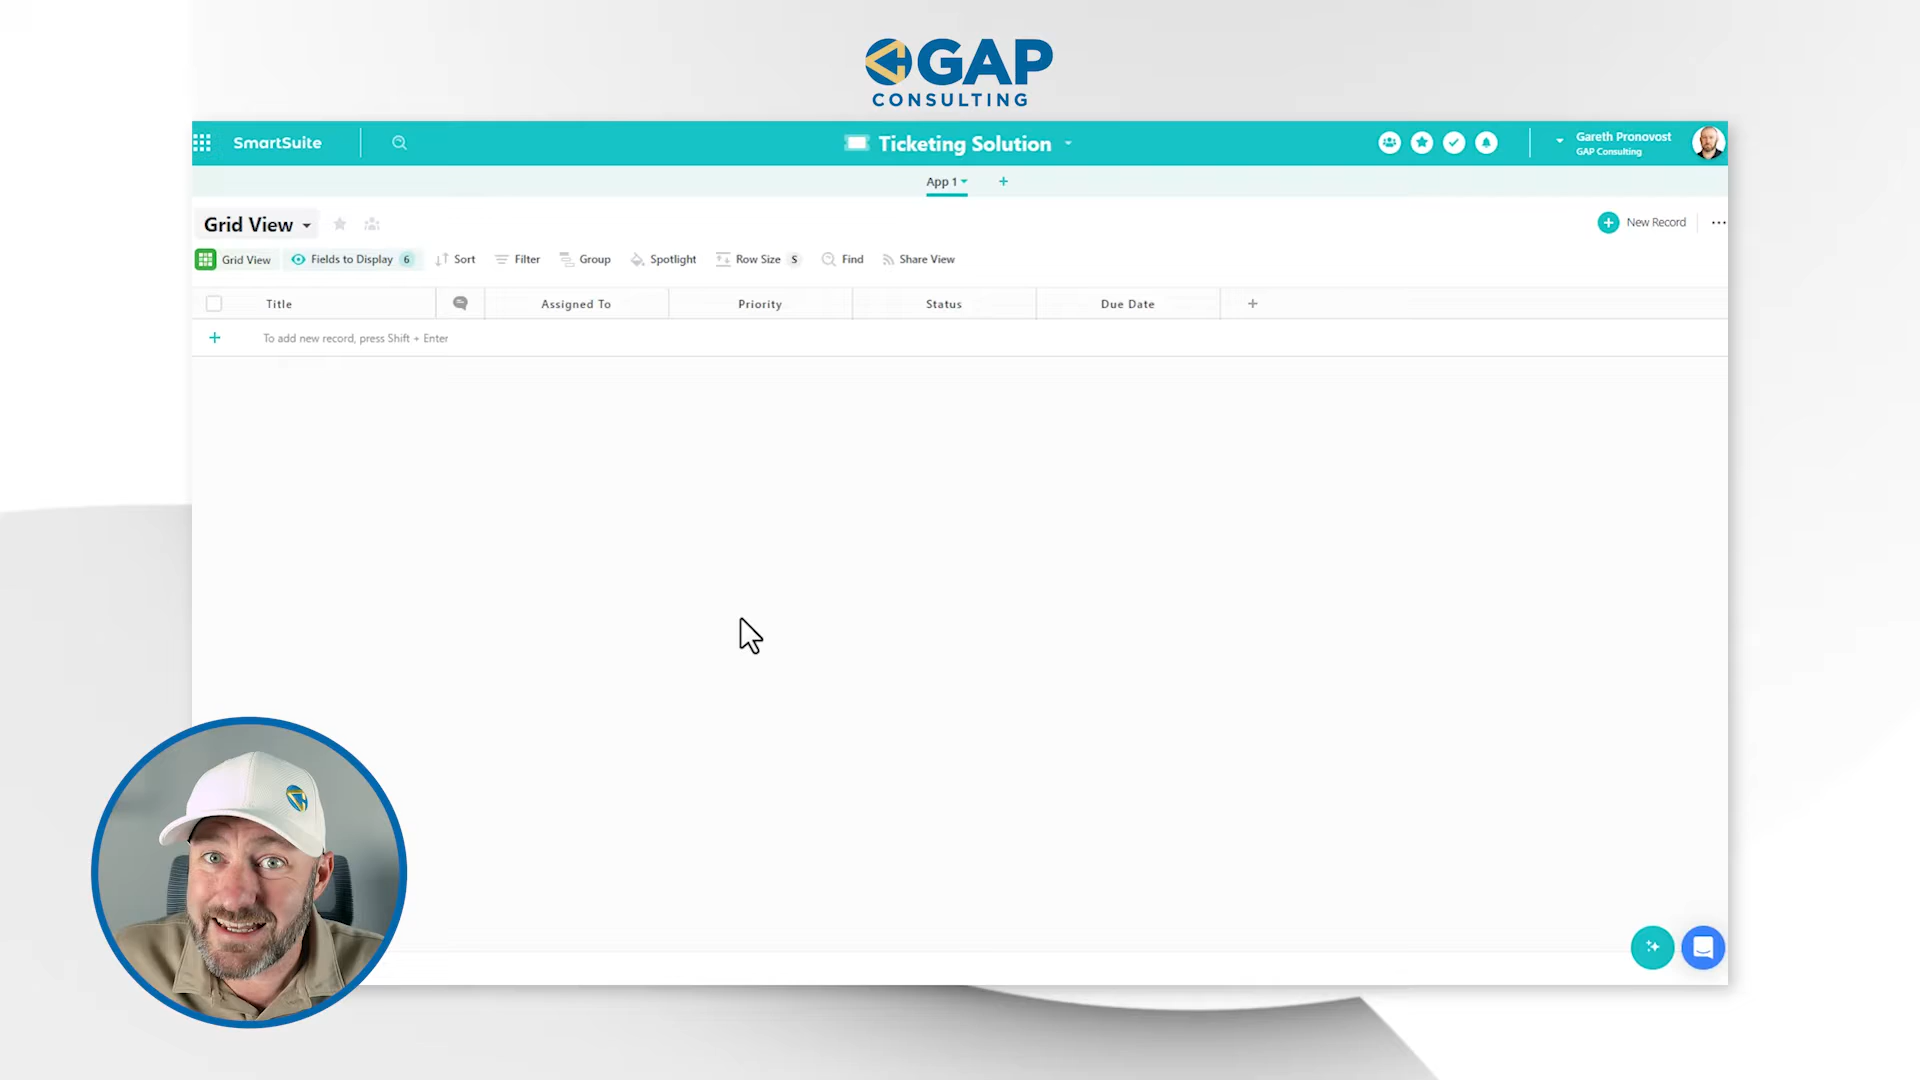 GAP
CONSULTING
SmartSuite
Ticketing Solution
Gareth Pronovost
GAP Consulting
App 1
Grid View
New Record
Grid View
Fields to Display 6
Sort
Filter
Group
Spotlight
Row Size S
Find
Share View
Title
Assigned To
Priority
Status
Due Date
To add new record, press Shift + Enter